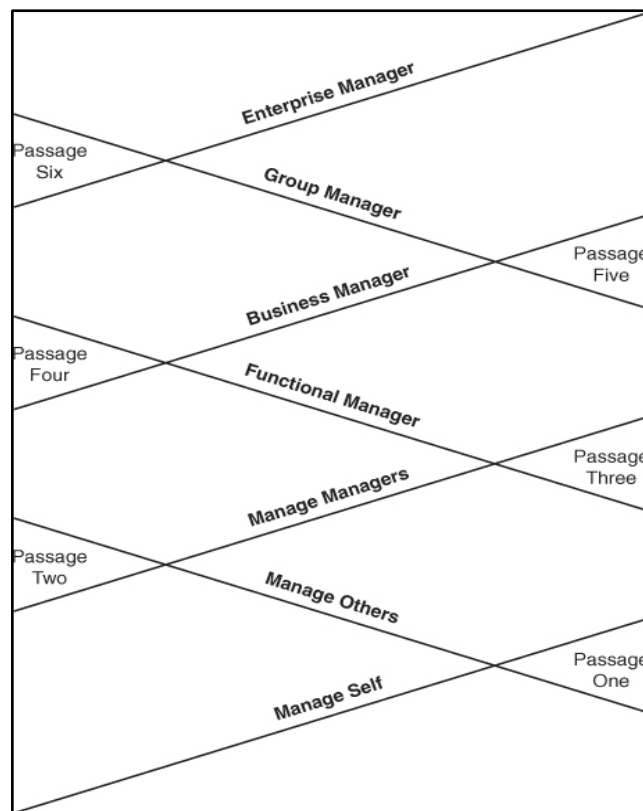 Enterprise Manager
Passage
Six
Group Manager
Passage
Five
Business Manager
Passage
Four
Functional Manager
Passage
Three
Manage Managers
Passage
Two
Manage Others
Passage
One
Manage Self